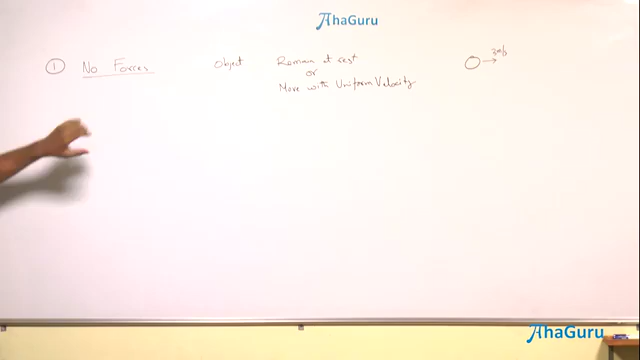 AhaGuru
① No Forces Object Remain at rest
or
Move with Uniform Velocity
3m/s
AhaGuru